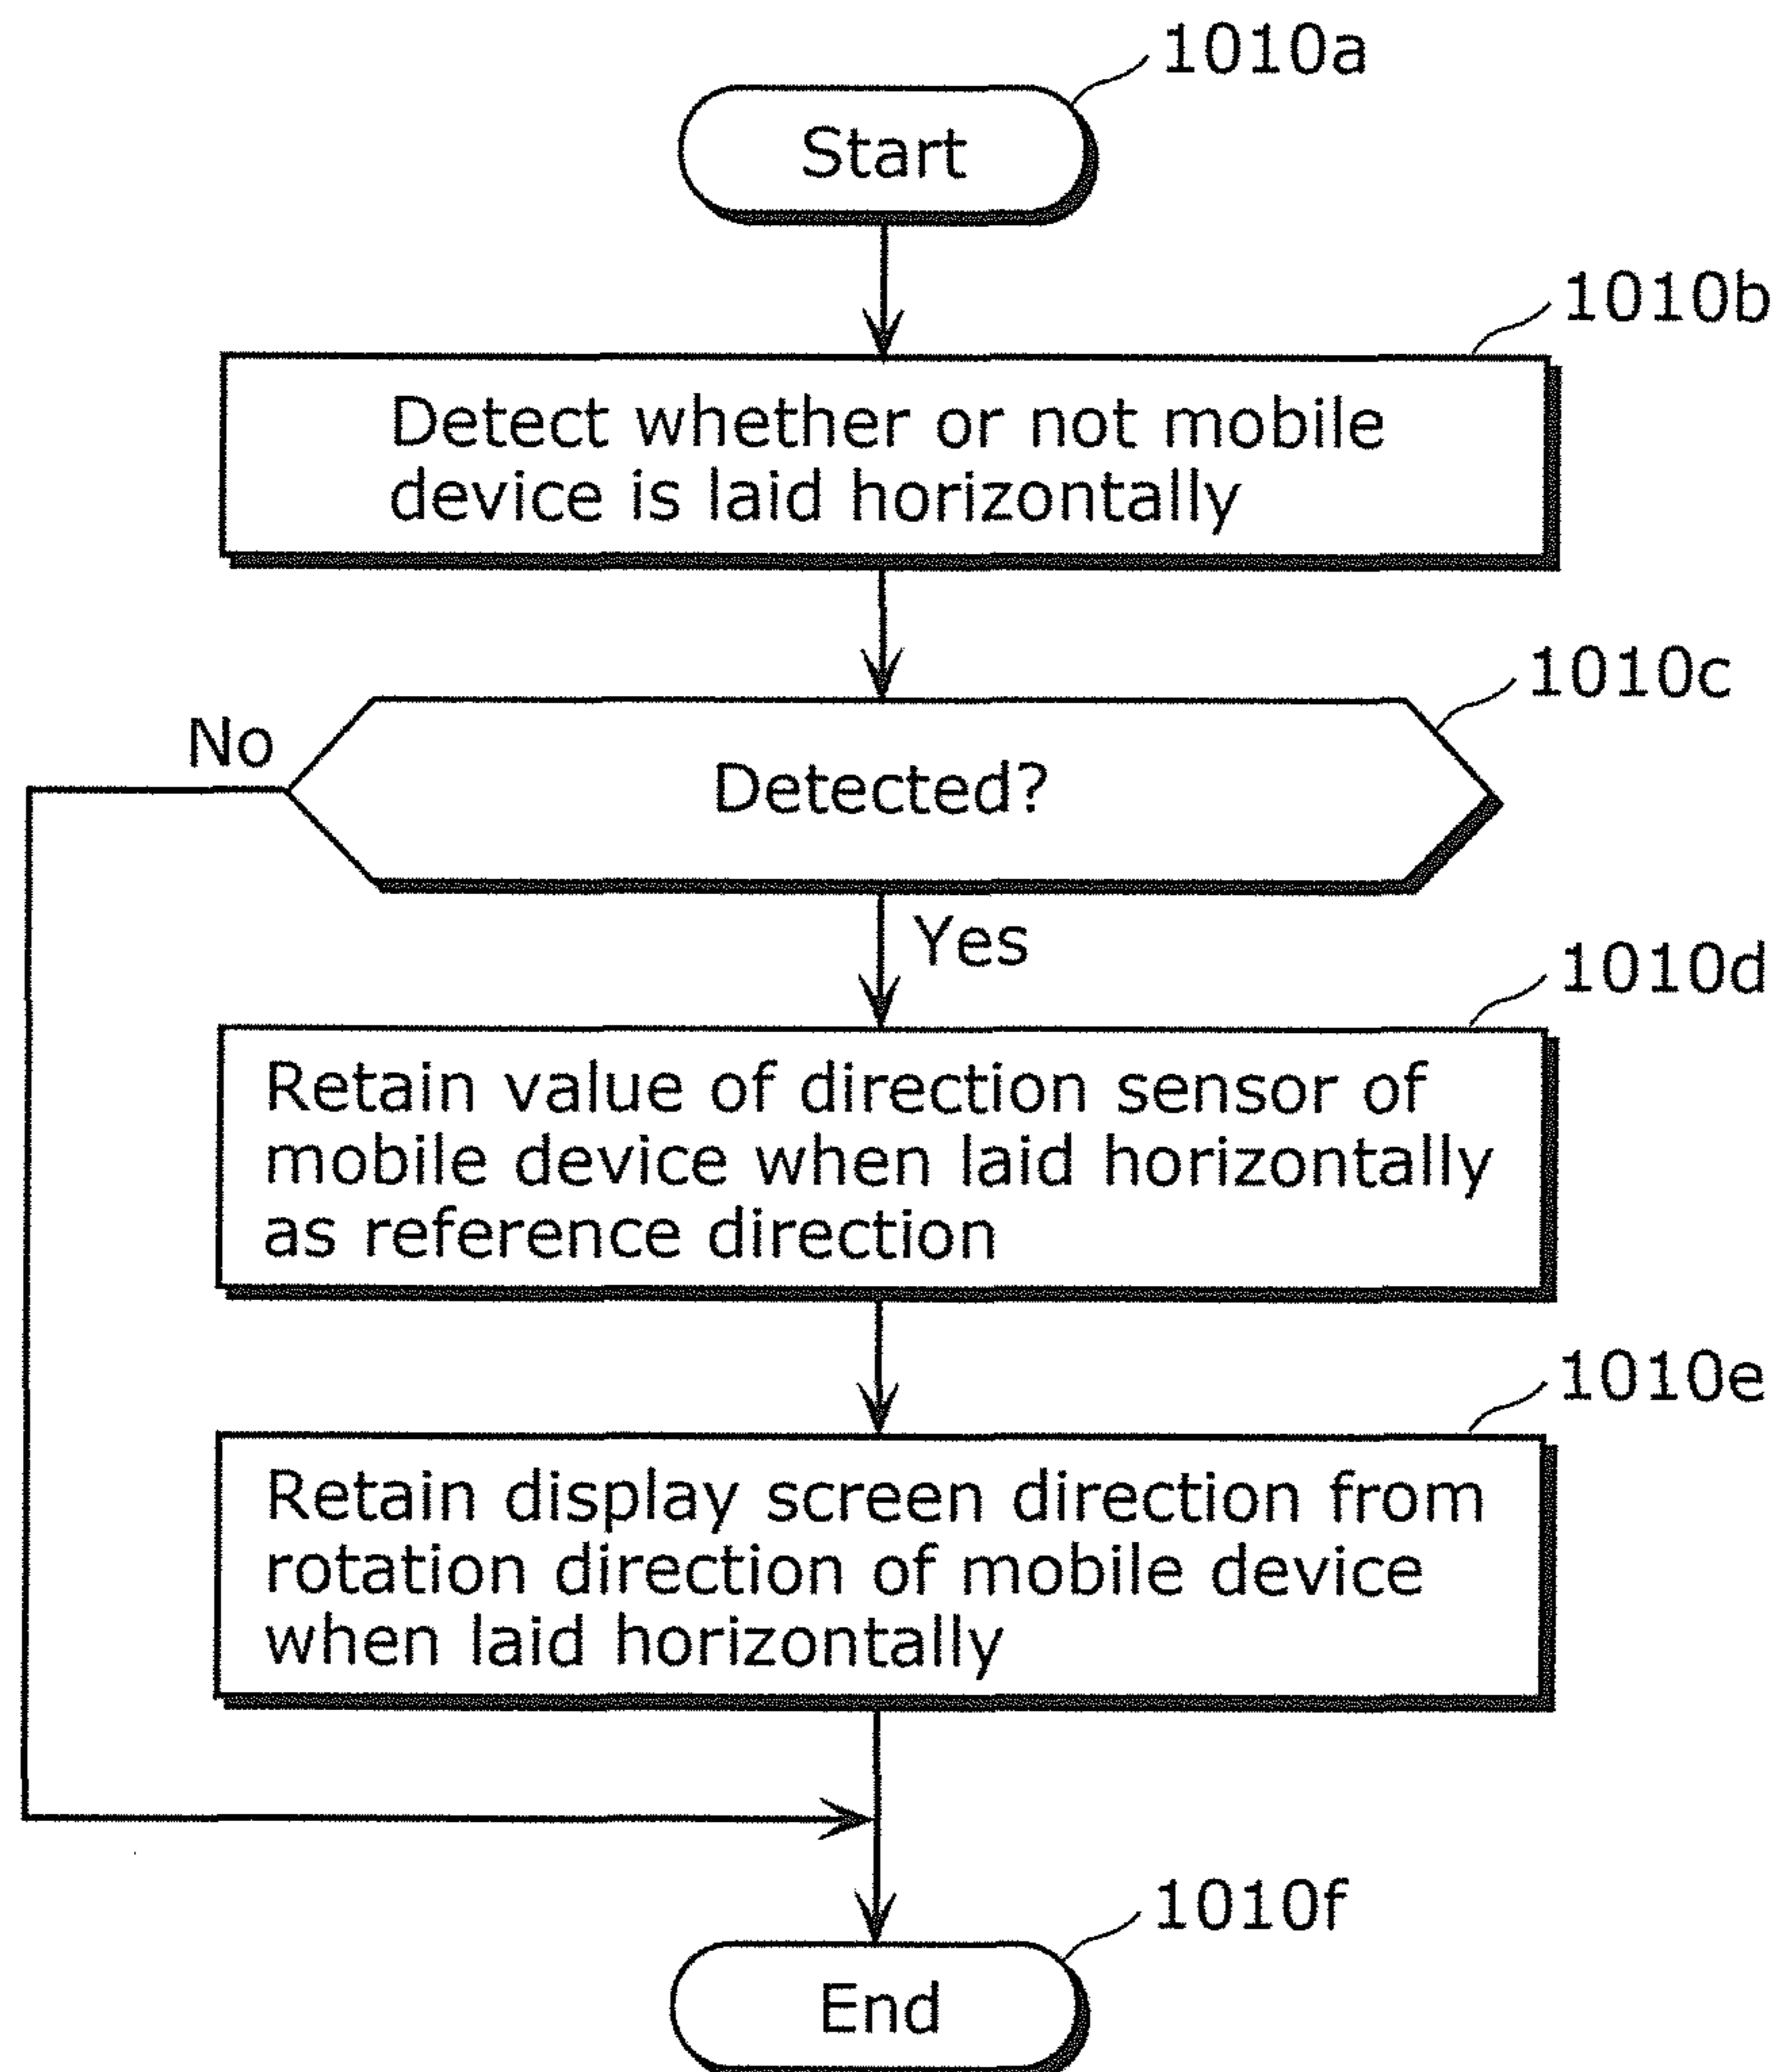 1010a
Start
1010b
Detect whether or not mobile
device is laid horizontally
1010c
No
Detected?
Yes
1010d
Retain value of direction sensor of
mobile device when laid horizontally
as reference direction
1010e
Retain display screen direction from
rotation direction of mobile device
when laid horizontally
1010f
End